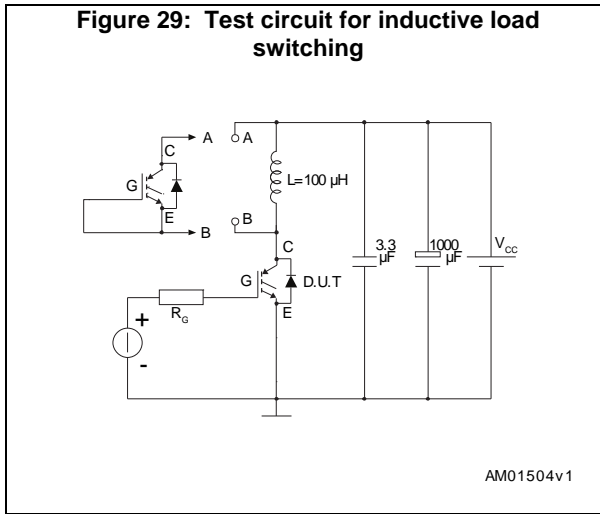 Figure 29: Test circuit for inductive load
switching
A
A
C
G
L=100 µH
E
B
B
C
3.3
µF
1000
µF
V_CC
G
D.U.T
E
R_G
+
-
AM01504v1